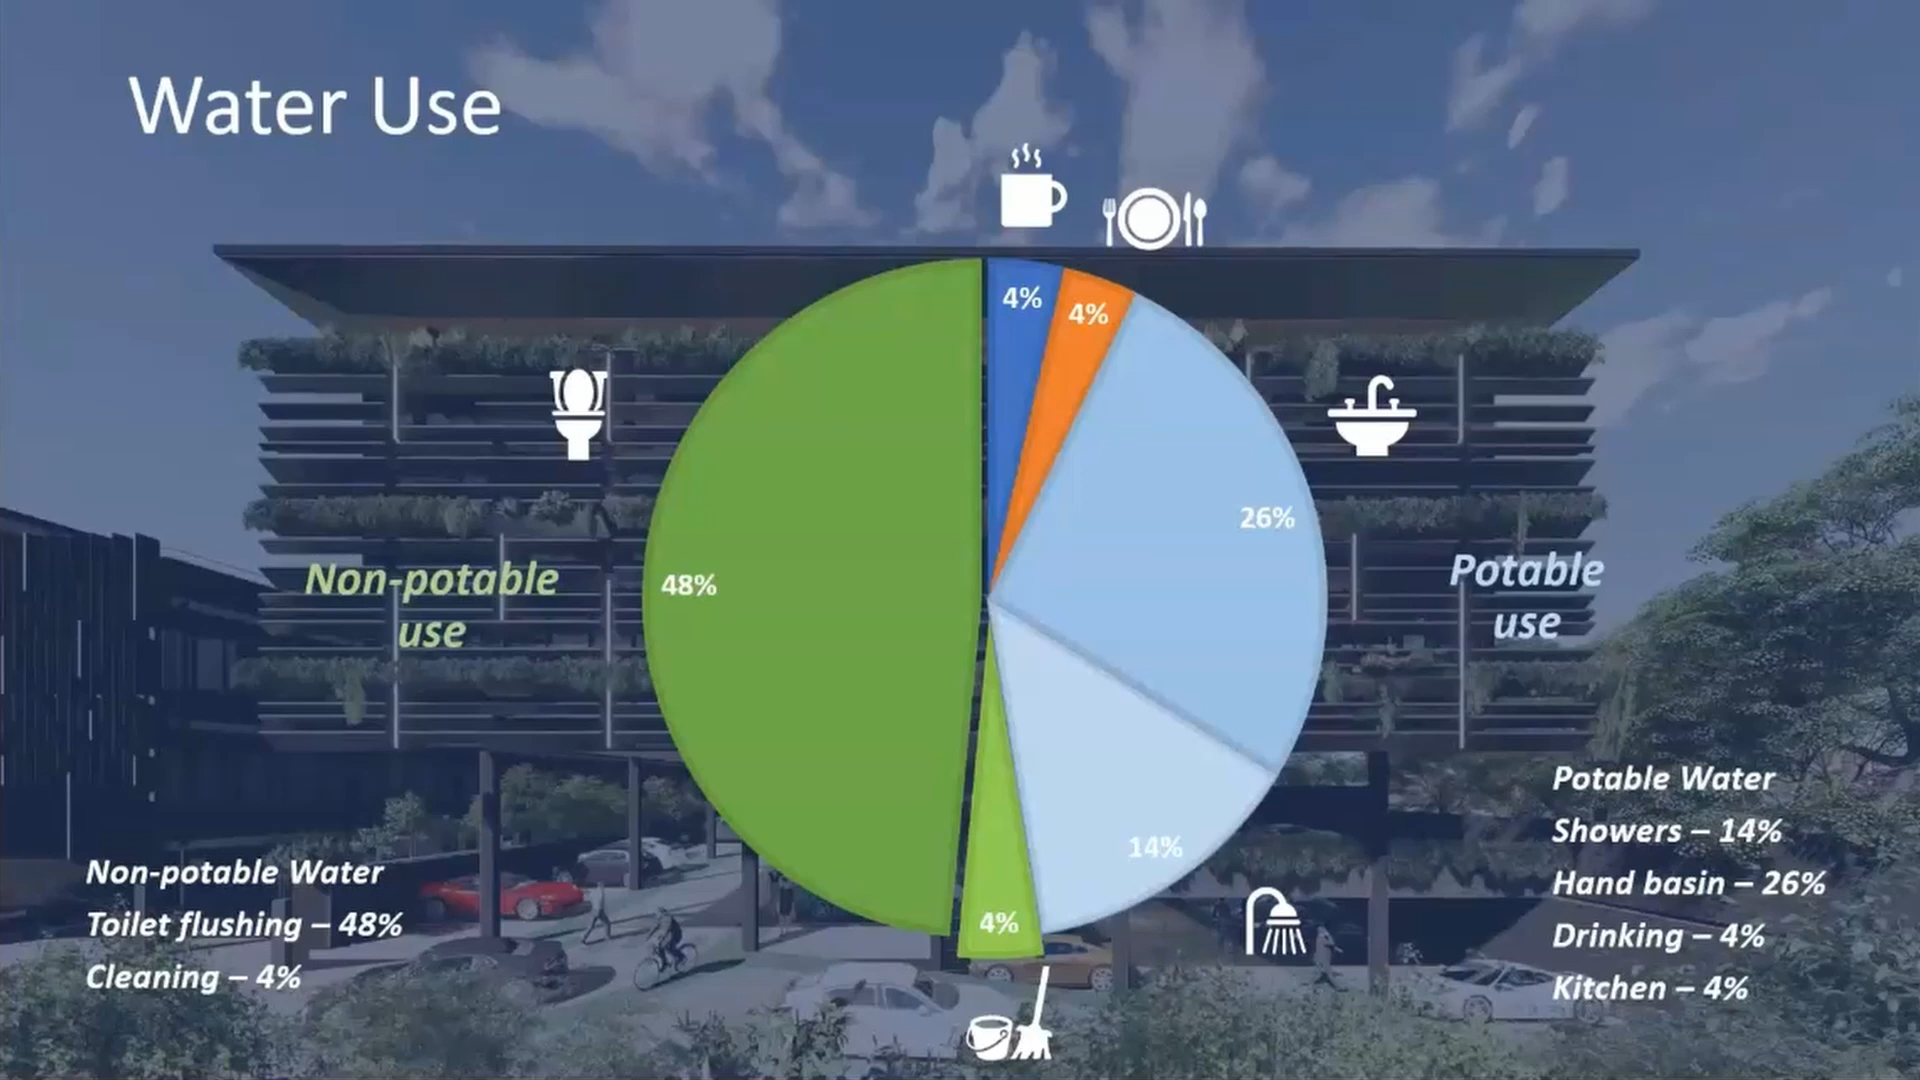 Water Use
4%
4%
26%
48%
14%
4%
Non-potable
use
Potable
use
Non-potable Water
Toilet flushing – 48%
Cleaning – 4%
Potable Water
Showers – 14%
Hand basin – 26%
Drinking – 4%
Kitchen – 4%